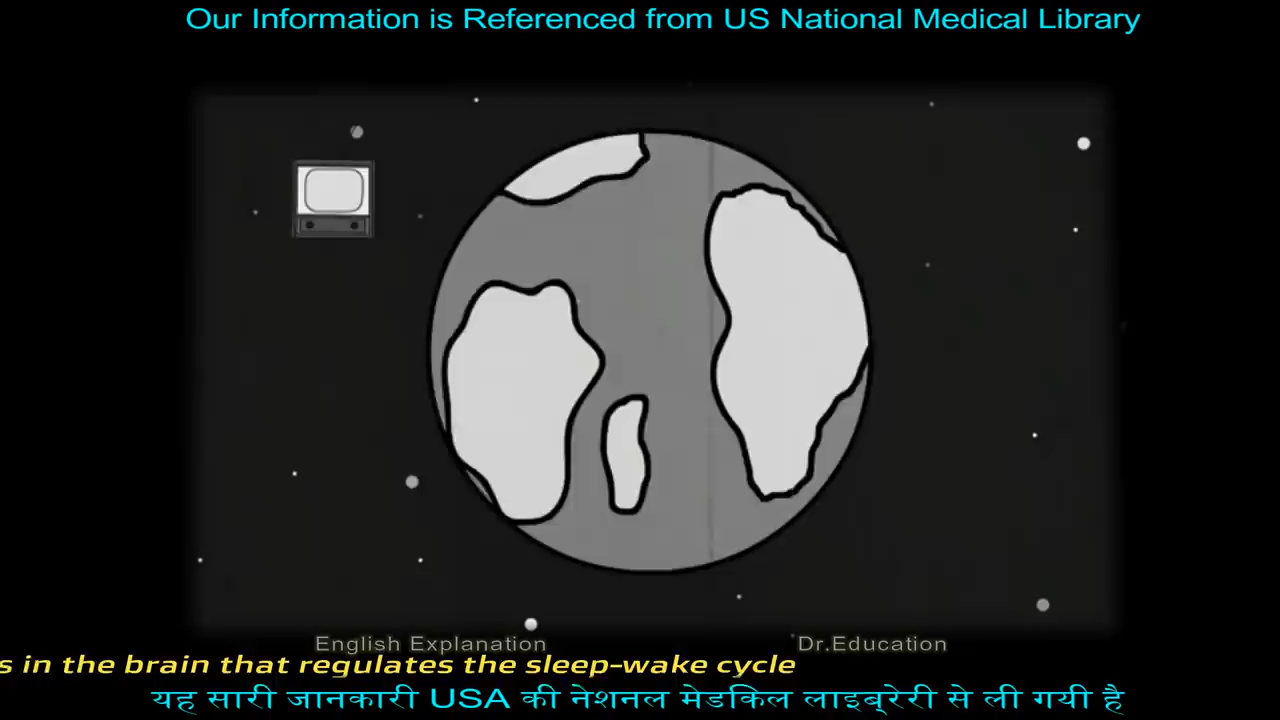 Our Information is Referenced from US National Medical Library
English Explanation
Dr.Education
in the brain that regulates the sleep-wake cycle
यह सारी जानकारी USA की नेशनल मेडकिल लाइब्रेरी से ली गयी है